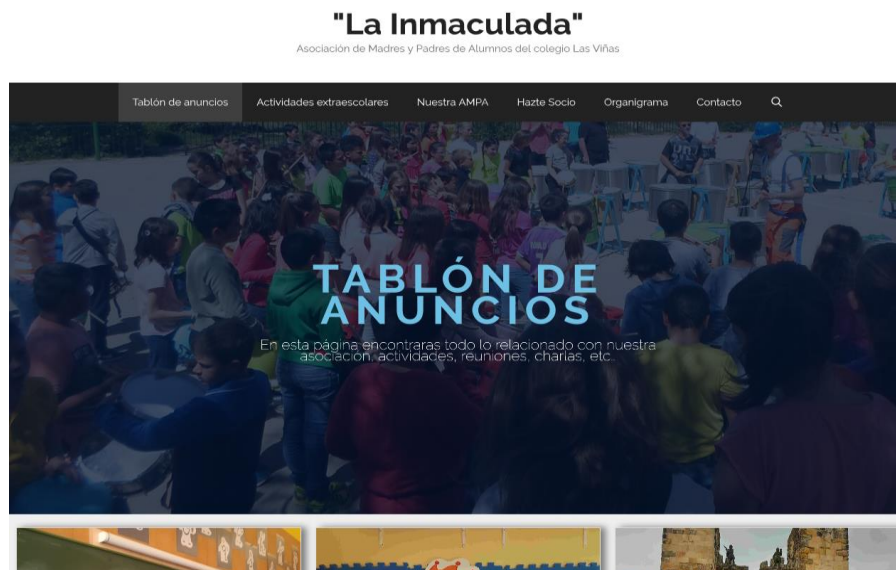 "La Inmaculada"
Asociación de Madres y Padres de Alumnos del colegio Las Viñas
Tablón de anuncios
Actividades extraescolares
Nuestra AMPA
Hazte Socio
Organigrama
Contacto
TABLÓN DE
ANUNCIOS
En esta página encontraras todo lo relacionado con nuestra
asociación, actividades, reuniones, charlas, etc.